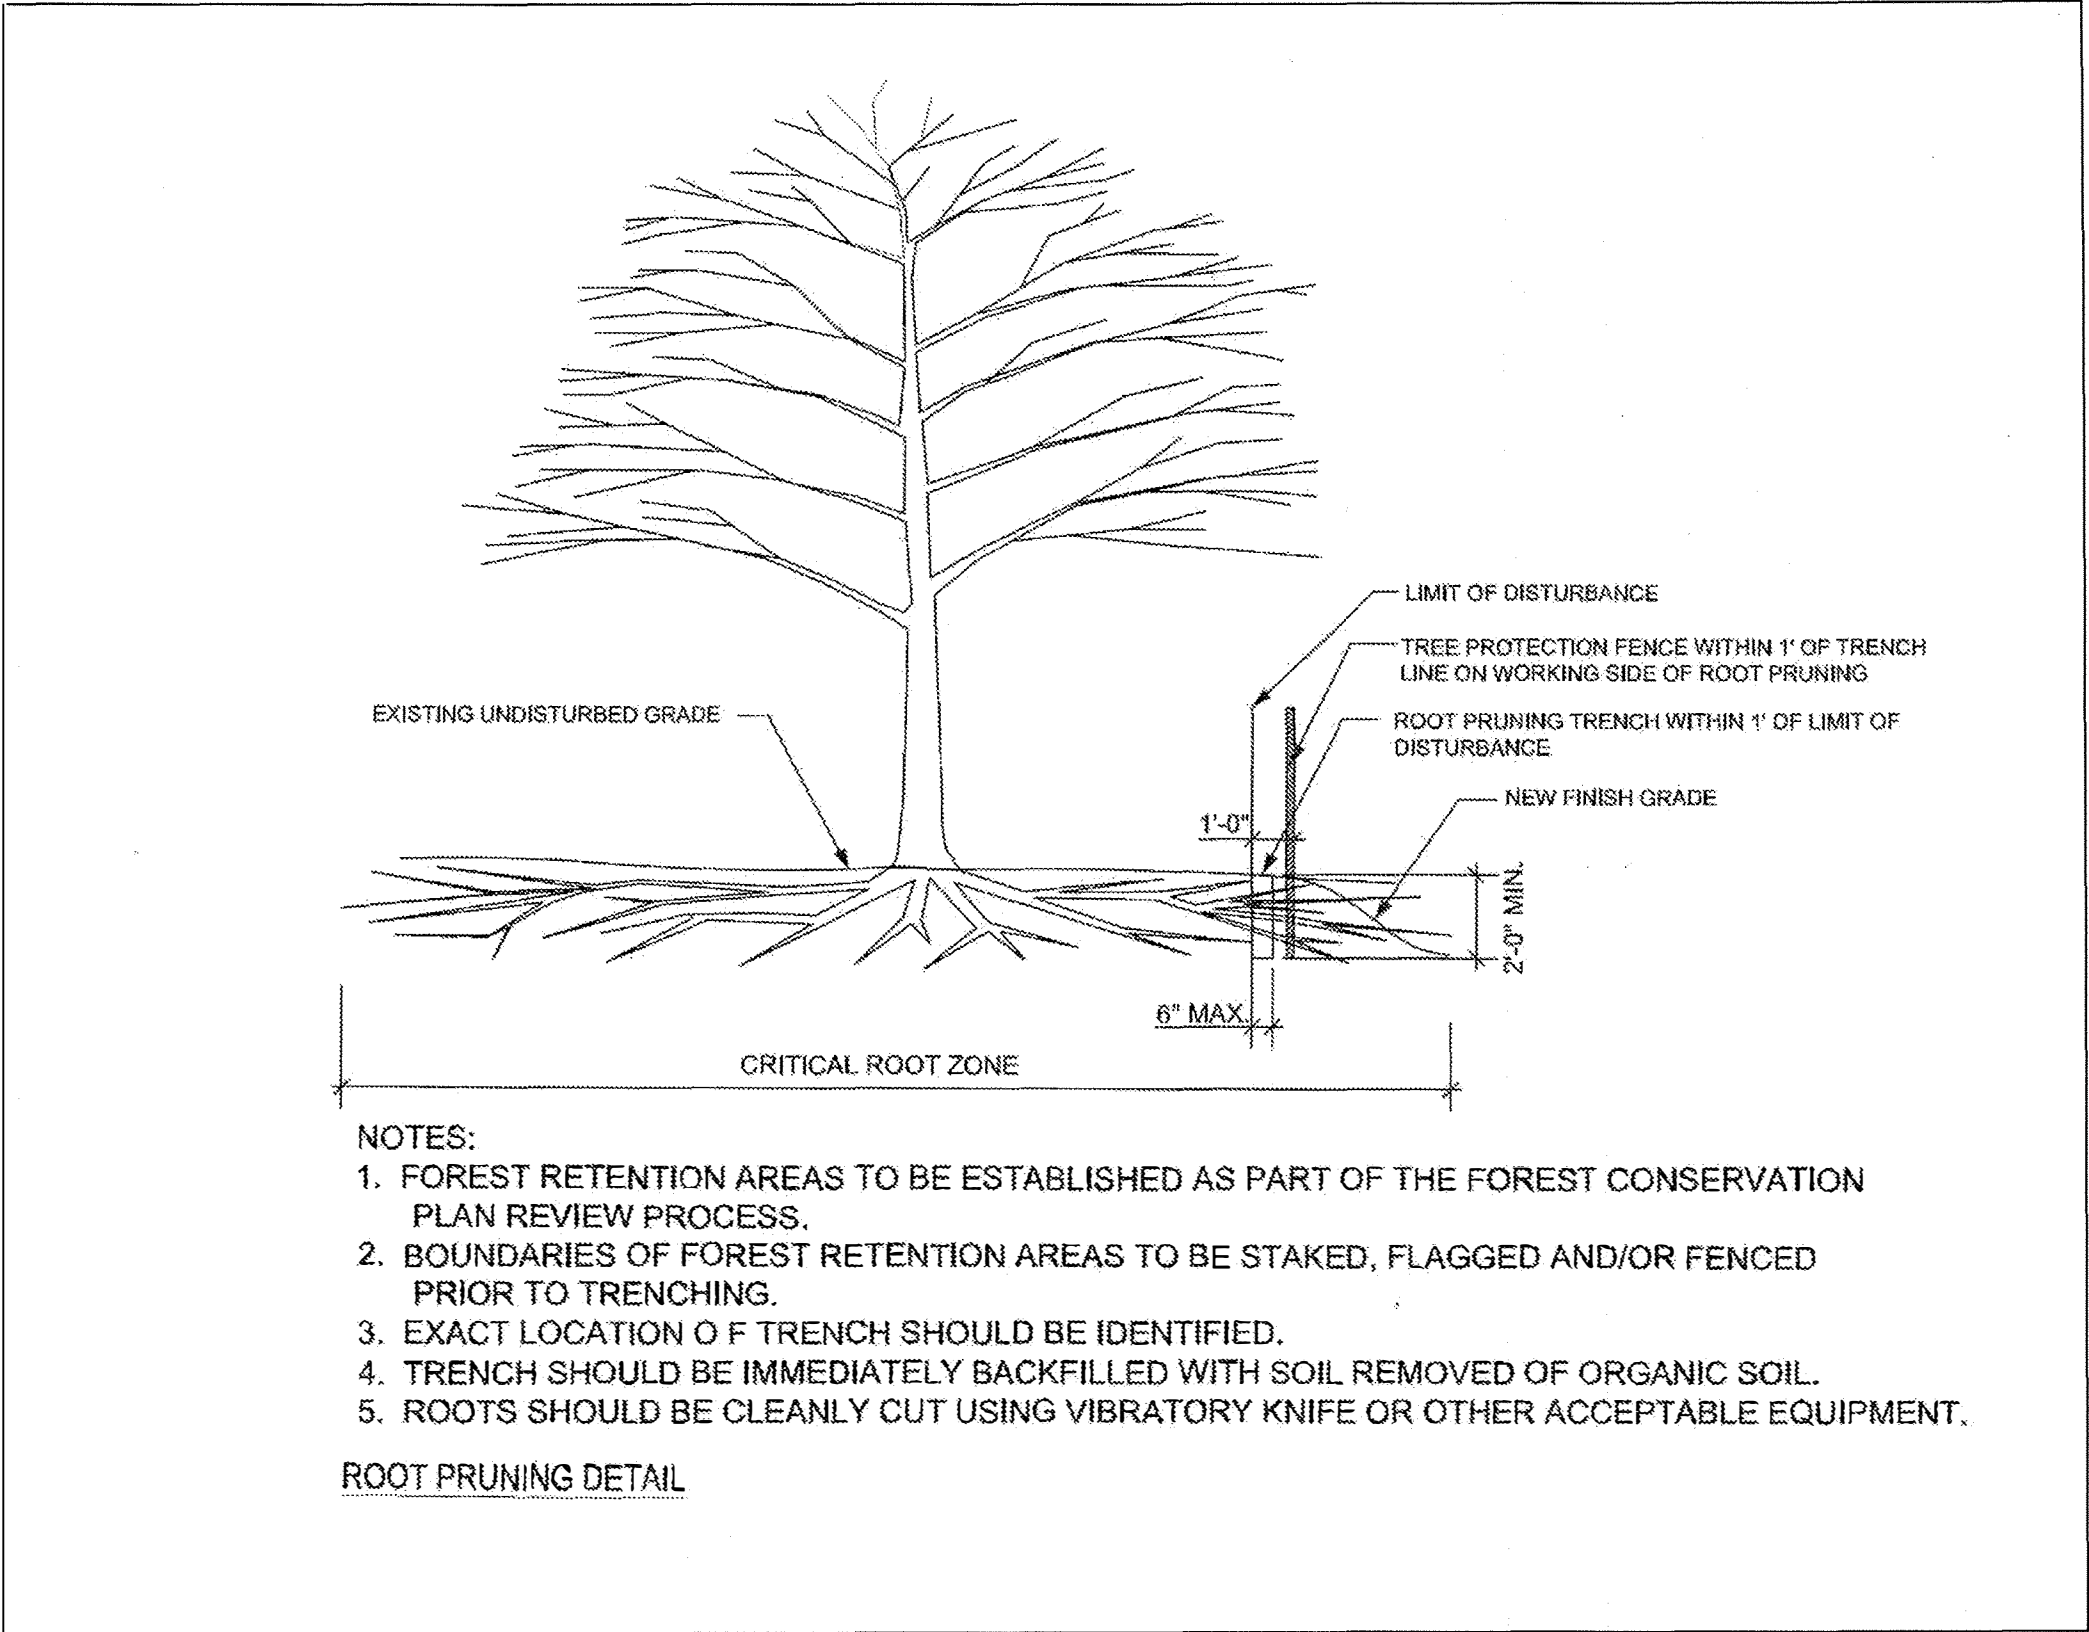 LIMIT OF DISTURBANCE
TREE PROTECTION FENCE WITHIN 1' OF TRENCH
LINE ON WORKING SIDE OF ROOT PRUNING
EXISTING UNDISTURBED GRADE
ROOT PRUNING TRENCH WITHIN 1' OF LIMIT OF
DISTURBANCE
NEW FINISH GRADE
1'-0"
2'-0" MIN.
6" MAX.
CRITICAL ROOT ZONE
NOTES:
1. FOREST RETENTION AREAS TO BE ESTABLISHED AS PART OF THE FOREST CONSERVATION
PLAN REVIEW PROCESS.
2. BOUNDARIES OF FOREST RETENTION AREAS TO BE STAKED, FLAGGED AND/OR FENCED
PRIOR TO TRENCHING.
3. EXACT LOCATION O F TRENCH SHOULD BE IDENTIFIED.
4. TRENCH SHOULD BE IMMEDIATELY BACKFILLED WITH SOIL REMOVED OF ORGANIC SOIL.
5. ROOTS SHOULD BE CLEANLY CUT USING VIBRATORY KNIFE OR OTHER ACCEPTABLE EQUIPMENT.
ROOT PRUNING DETAIL